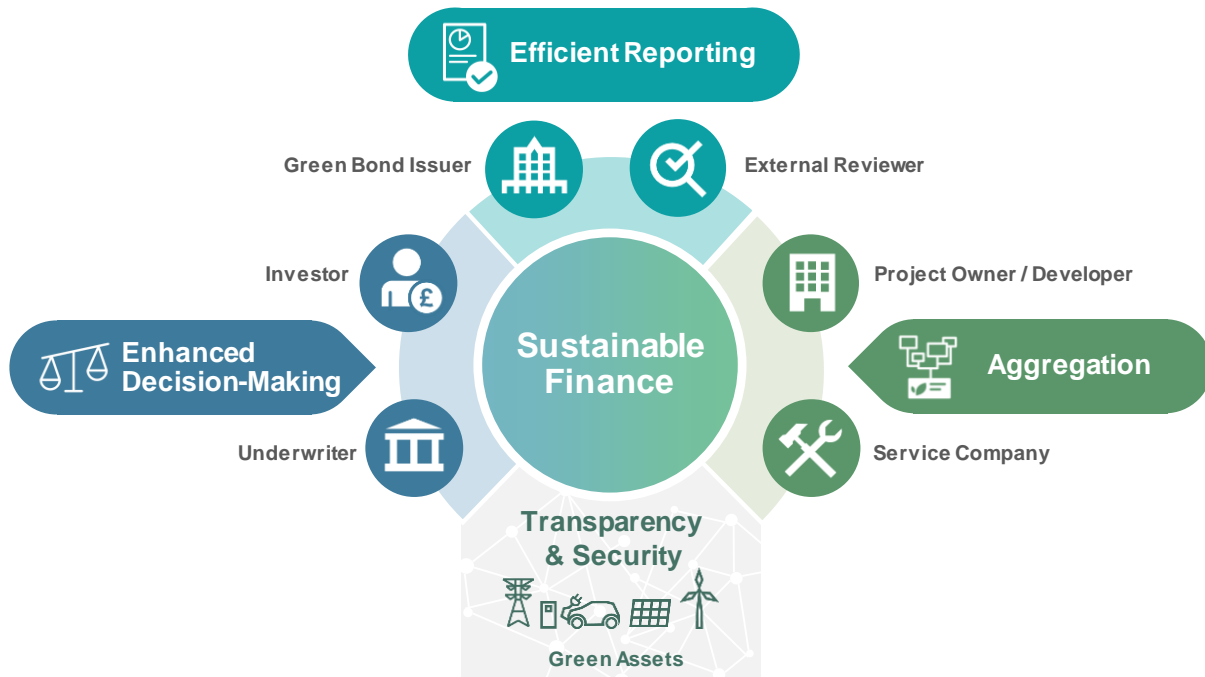 Efficient Reporting
Green Bond Issuer
External Reviewer
Investor
Project Owner / Developer
£
Enhanced
Decision-Making
Sustainable
Finance
Aggregation
Underwriter
Service Company
Transparency
& Security
Green Assets